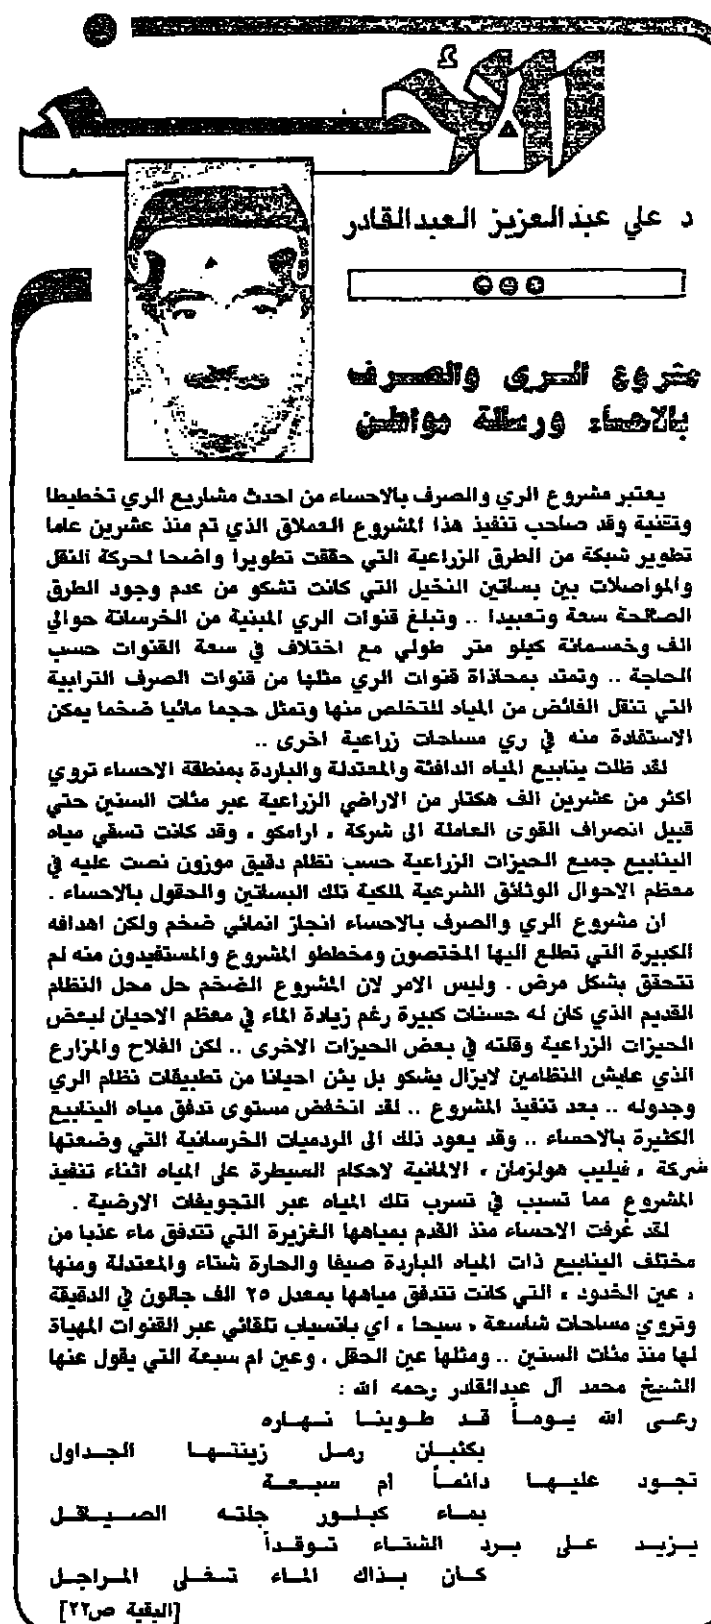 الأحد
د علي عبدالعزيز العبدالقادر
مشروع الري والصرف
بالاحساء ورسالة مواطن
يعتبر مشروع الري والصرف بالاحساء من احدث مشاريع الري تخطيطا
وتقنية وقد صاحب تنفيذ هذا المشروع العملاق الذي تم منذ عشرين عاما
تطوير شبكة من الطرق الزراعية التي حققت تطويرا واضحا لحركة النقل
والمواصلات بين بساتين النخيل التي كانت تشكو من عدم وجود الطرق
الصالحة سعة وتعبيدا .. وتبلغ قنوات الري المبنية من الخرسانة حوالي
الف وخمسمائة كيلو متر طولي مع اختلاف في سعة القنوات حسب
الحاجة .. وتمتد بمحاذاة قنوات الري مثلها من قنوات الصرف الترابية
التي تنقل الفائض من المياه للتخلص منها وتمثل حجما مائيا ضخما يمكن
الاستفادة منه في ري مساحات زراعية اخرى ..
لقد ظلت ينابيع المياه الدافئة والمعتدلة والباردة بمنطقة الاحساء تروي
اكثر من عشرين الف هكتار من الاراضي الزراعية عبر مئات السنين حتي
قبيل انصراف القوى العاملة الى شركة ، ارامكو ، وقد كانت تسقي مياه
الينابيع جميع الحيزات الزراعية حسب نظام دقيق موزون نصت عليه في
معظم الاحوال الوثائق الشرعية لملكية تلك البساتين والحقول بالاحساء .
ان مشروع الري والصرف بالاحساء انجاز انمائي ضخم ولكن اهدافه
الكبيرة التي تطلع اليها المختصون ومخططو المشروع والمستفيدون منه لم
تتحقق بشكل مرض . وليس الامر لان المشروع الضخم حل محل النظام
القديم الذي كان له حسنات كبيرة رغم زيادة الماء في معظم الاحيان لبعض
الحيزات الزراعية وقلته في بعض الحيزات الاخرى .. لكن الفلاح والمزارع
الذي عايش النظامين لايزال يشكو بل يئن احيانا من تطبيقات نظام الري
وجدوله .. بعد تنفيذ المشروع .. لقد انخفض مستوى تدفق مياه الينابيع
الكثيرة بالاحساء .. وقد يعود ذلك الى الردميات الخرسانية التي وضعتها
شركة ، فيليب هولزمان ، الالمانية لاحكام السيطرة على المياه اثناء تنفيذ
المشروع مما تسبب في تسرب تلك المياه عبر التجويفات الارضية .
لقد عرفت الاحساء منذ القدم بمياهها الغزيرة التي تتدفق ماء عذبا من
مختلف الينابيع ذات المياه الباردة صيفا والحارة شتاء والمعتدلة ومنها
، عين الخدود ، التي كانت تتدفق مياهها بمعدل ٢٥ الف جالون في الدقيقة
وتروي مساحات شاسعة ، سيحا ، اي بانسياب تلقائي عبر القنوات المهياة
لها منذ مئات السنين .. ومثلها عين الحقل ، وعين ام سبعة التي يقول عنها
الشيخ محمد آل عبدالقادر رحمه الله :
رعى الله يوماً قد طوينا نهاره
بكثبان رمل زينتها الجداول
تجود عليها دائماً ام سبعة
بماء كبلور جلته الصياقل
يزيد على برد الشتاء توقداً
كان بذاك الماء تغلى المراجل
[البقية ص٢٢]